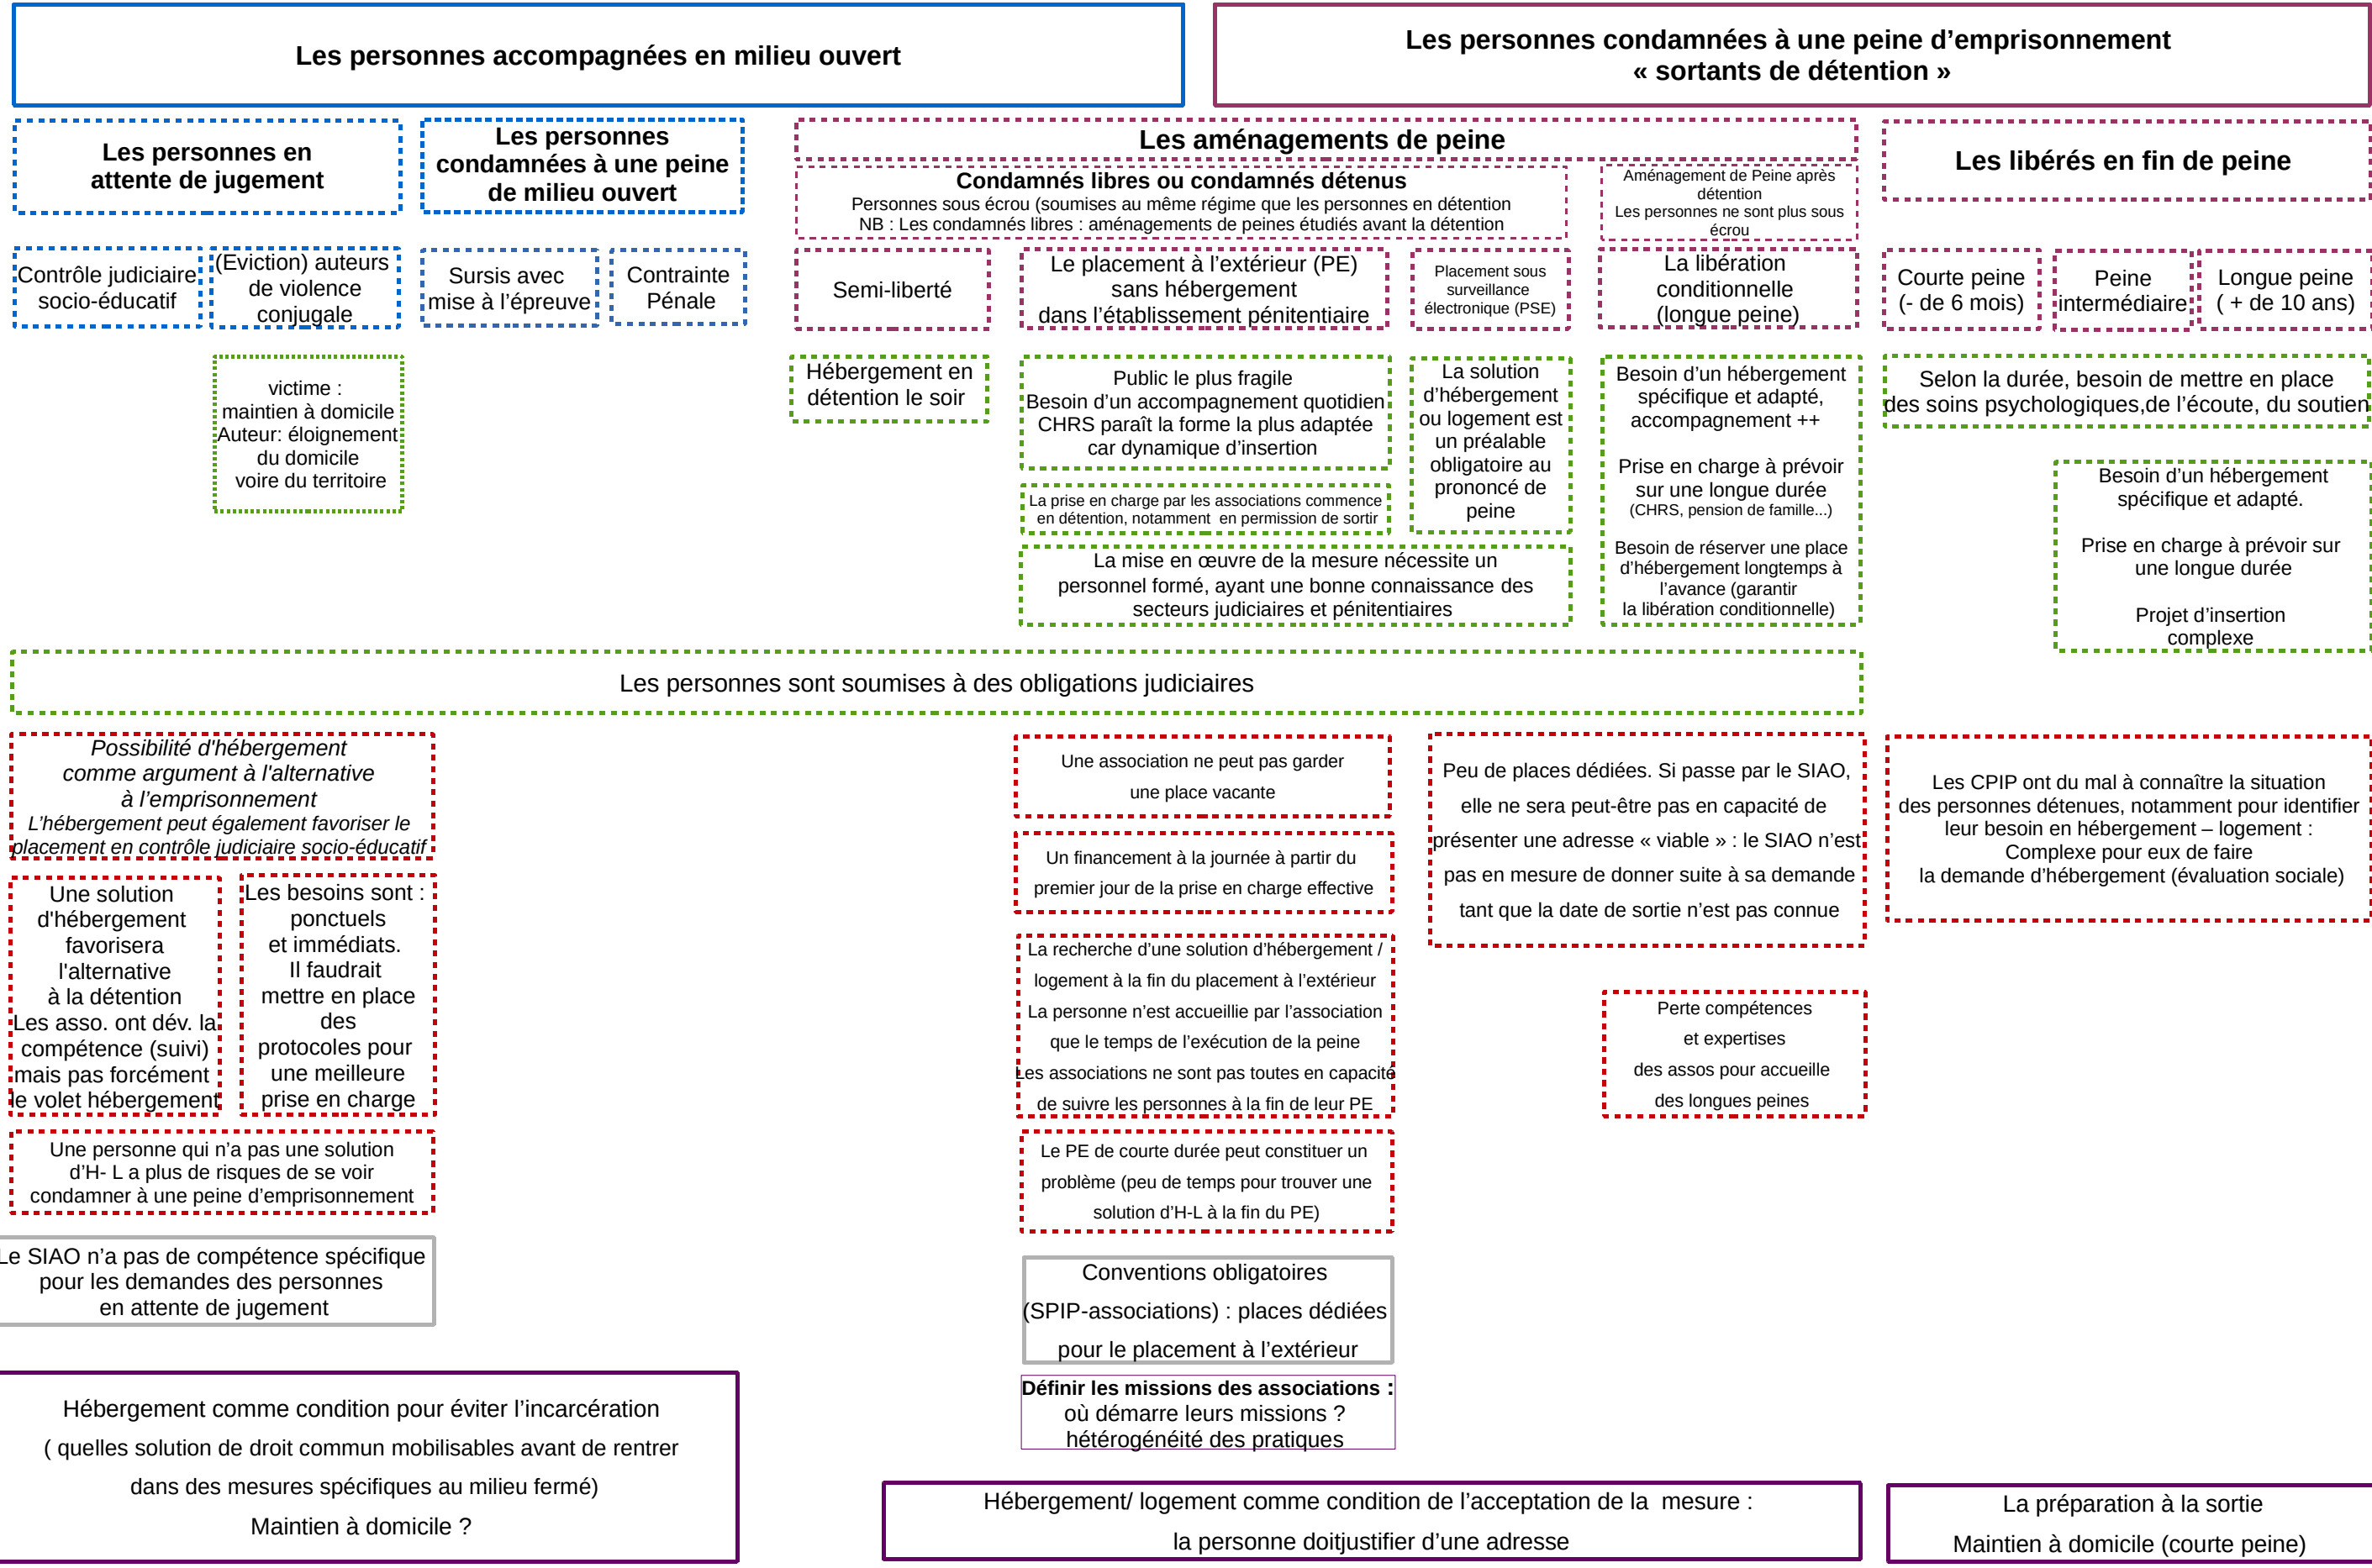 Les personnes accompagnées en milieu ouvert
Les personnes condamnées à une peine d’emprisonnement
« sortants de détention »
Les personnes en
attente de jugement
Les personnes
condamnées à une peine
de milieu ouvert
Les aménagements de peine
Condamnés libres ou condamnés détenus
Personnes sous écrou (soumises au même régime que les personnes en détention
NB : Les condamnés libres : aménagements de peines étudiés avant la détention
Aménagement de Peine après
détention
Les personnes ne sont plus sous
écrou
Les libérés en fin de peine
Contrôle judiciaire
socio-éducatif
(Eviction) auteurs
de violence
conjugale
Sursis avec
mise à l’épreuve
Contrainte
Pénale
Semi-liberté
Le placement à l’extérieur (PE)
sans hébergement
dans l’établissement pénitentiaire
Placement sous
surveillance
électronique (PSE)
La libération
conditionnelle
(longue peine)
Courte peine
(- de 6 mois)
Peine
intermédiaire
Longue peine
( + de 10 ans)
victime :
maintien à domicile
Auteur: éloignement
du domicile
voire du territoire
Hébergement en
détention le soir
Public le plus fragile
Besoin d’un accompagnement quotidien
CHRS paraît la forme la plus adaptée
car dynamique d’insertion
La prise en charge par les associations commence
en détention, notamment en permission de sortir
La solution
d’hébergement
ou logement est
un préalable
obligatoire au
prononcé de
peine
La mise en œuvre de la mesure nécessite un
personnel formé, ayant une bonne connaissance des
secteurs judiciaires et pénitentiaires
Besoin d’un hébergement
spécifique et adapté,
accompagnement ++
Prise en charge à prévoir
sur une longue durée
(CHRS, pension de famille...)
Besoin de réserver une place
d’hébergement longtemps à
l’avance (garantir
la libération conditionnelle)
Selon la durée, besoin de mettre en place
des soins psychologiques,de l’écoute, du soutien
Besoin d’un hébergement
spécifique et adapté.
Prise en charge à prévoir sur
une longue durée
Projet d’insertion
complexe
Les personnes sont soumises à des obligations judiciaires
Possibilité d'hébergement
comme argument à l'alternative
à l’emprisonnement
L’hébergement peut également favoriser le
placement en contrôle judiciaire socio-éducatif
Une solution
d'hébergement
favorisera
l'alternative
à la détention
Les asso. ont dév. la
compétence (suivi)
mais pas forcément
le volet hébergement
Les besoins sont :
ponctuels
et immédiats.
Il faudrait
mettre en place
des
protocoles pour
une meilleure
prise en charge
Une personne qui n’a pas une solution
d’H- L a plus de risques de se voir
condamner à une peine d’emprisonnement
Le SIAO n’a pas de compétence spécifique
pour les demandes des personnes
en attente de jugement
Hébergement comme condition pour éviter l’incarcération
( quelles solution de droit commun mobilisables avant de rentrer
dans des mesures spécifiques au milieu fermé)
Maintien à domicile ?
Une association ne peut pas garder
une place vacante
Un financement à la journée à partir du
premier jour de la prise en charge effective
La recherche d’une solution d’hébergement /
logement à la fin du placement à l’extérieur
La personne n’est accueillie par l’association
que le temps de l’exécution de la peine
Les associations ne sont pas toutes en capacité
de suivre les personnes à la fin de leur PE
Le PE de courte durée peut constituer un
problème (peu de temps pour trouver une
solution d’H-L à la fin du PE)
Conventions obligatoires
(SPIP-associations) : places dédiées
pour le placement à l’extérieur
Définir les missions des associations :
où démarre leurs missions ?
hétérogénéité des pratiques
Peu de places dédiées. Si passe par le SIAO,
elle ne sera peut-être pas en capacité de
présenter une adresse « viable » : le SIAO n’est
pas en mesure de donner suite à sa demande
tant que la date de sortie n’est pas connue
Perte compétences
et expertises
des assos pour accueille
des longues peines
Les CPIP ont du mal à connaître la situation
des personnes détenues, notamment pour identifier
leur besoin en hébergement – logement :
Complexe pour eux de faire
la demande d’hébergement (évaluation sociale)
Hébergement/ logement comme condition de l’acceptation de la mesure :
la personne doitjustifier d’une adresse
La préparation à la sortie
Maintien à domicile (courte peine)